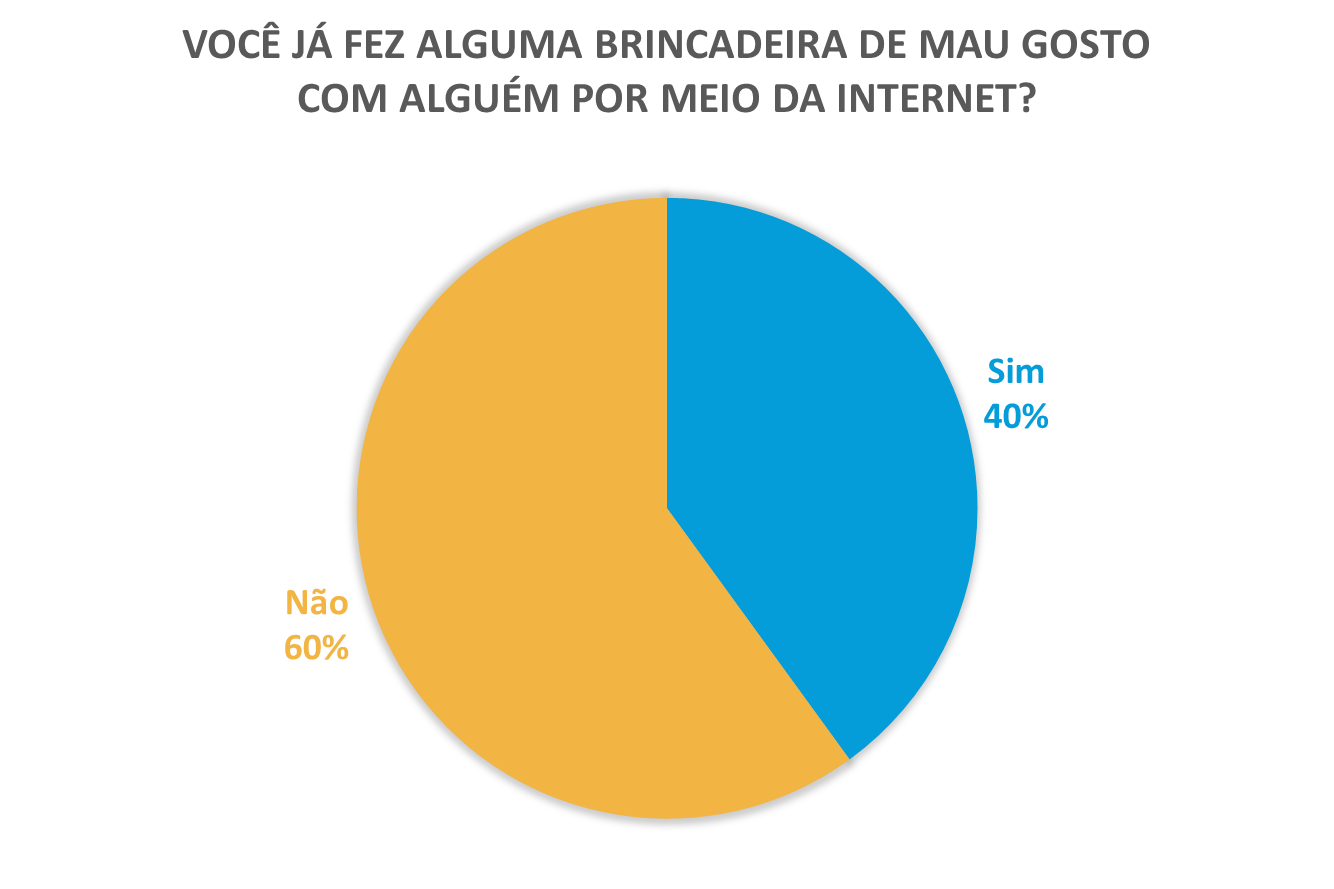 VOCÊ JÁ FEZ ALGUMA BRINCADEIRA DE MAU GOSTO
COM ALGUÉM POR MEIO DA INTERNET?
Sim
40%
Não
60%